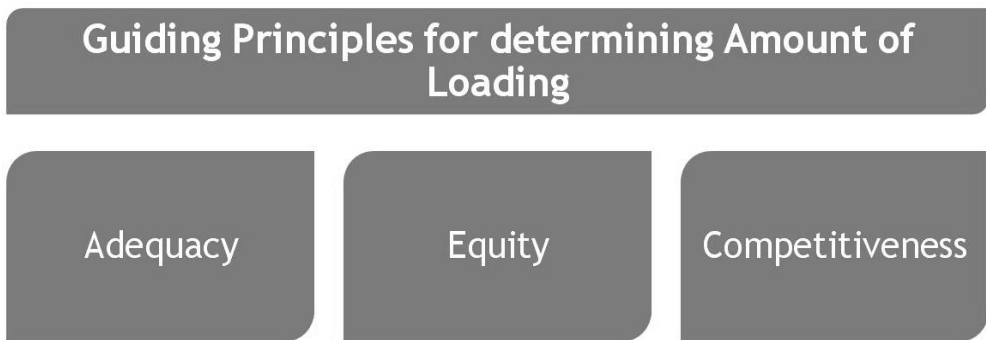 Guiding Principles for determining Amount of
Loading
Adequacy
Equity
Competitiveness